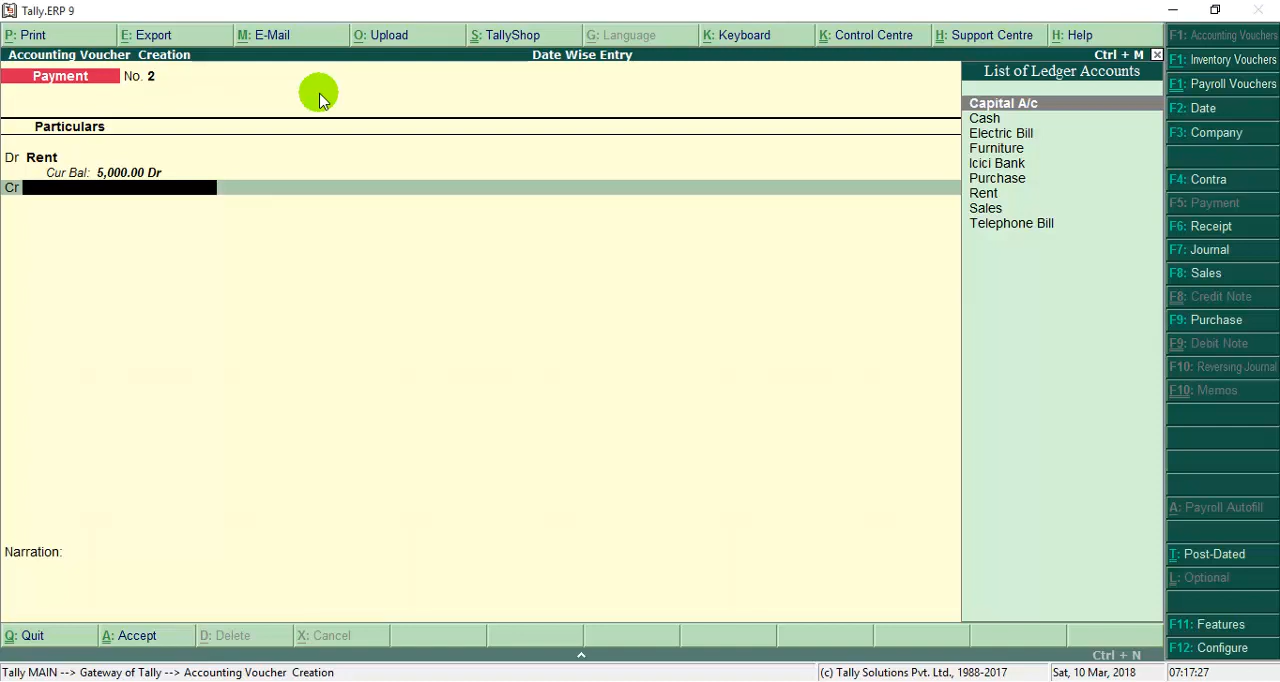 Tally.ERP 9
P: Print
E: Export
M: E-Mail
O: Upload
S: TallyShop
G: Language
K: Keyboard
K: Control Centre
H: Support Centre
H: Help
Accounting Voucher Creation
Date Wise Entry
Ctrl + M
Payment No. 2
Particulars
Dr Rent
Cur Bal: 5,000.00 Dr
Cr
Narration:
List of Ledger Accounts
Capital A/c
Cash
Electric Bill
Furniture
Icici Bank
Purchase
Rent
Sales
Telephone Bill
F1: Accounting Vouchers
F1: Inventory Vouchers
F1: Payroll Vouchers
F2: Date
F3: Company
F4: Contra
F5: Payment
F6: Receipt
F7: Journal
F8: Sales
F8: Credit Note
F9: Purchase
F9: Debit Note
F10: Reversing Journal
F10: Memos
A: Payroll Autofill
T: Post-Dated
L: Optional
F11: Features
F12: Configure
Q: Quit
A: Accept
D: Delete
X: Cancel
Ctrl + N
Tally MAIN --> Gateway of Tally --> Accounting Voucher Creation
(c) Tally Solutions Pvt. Ltd., 1988-2017
Sat, 10 Mar, 2018
07:17:27